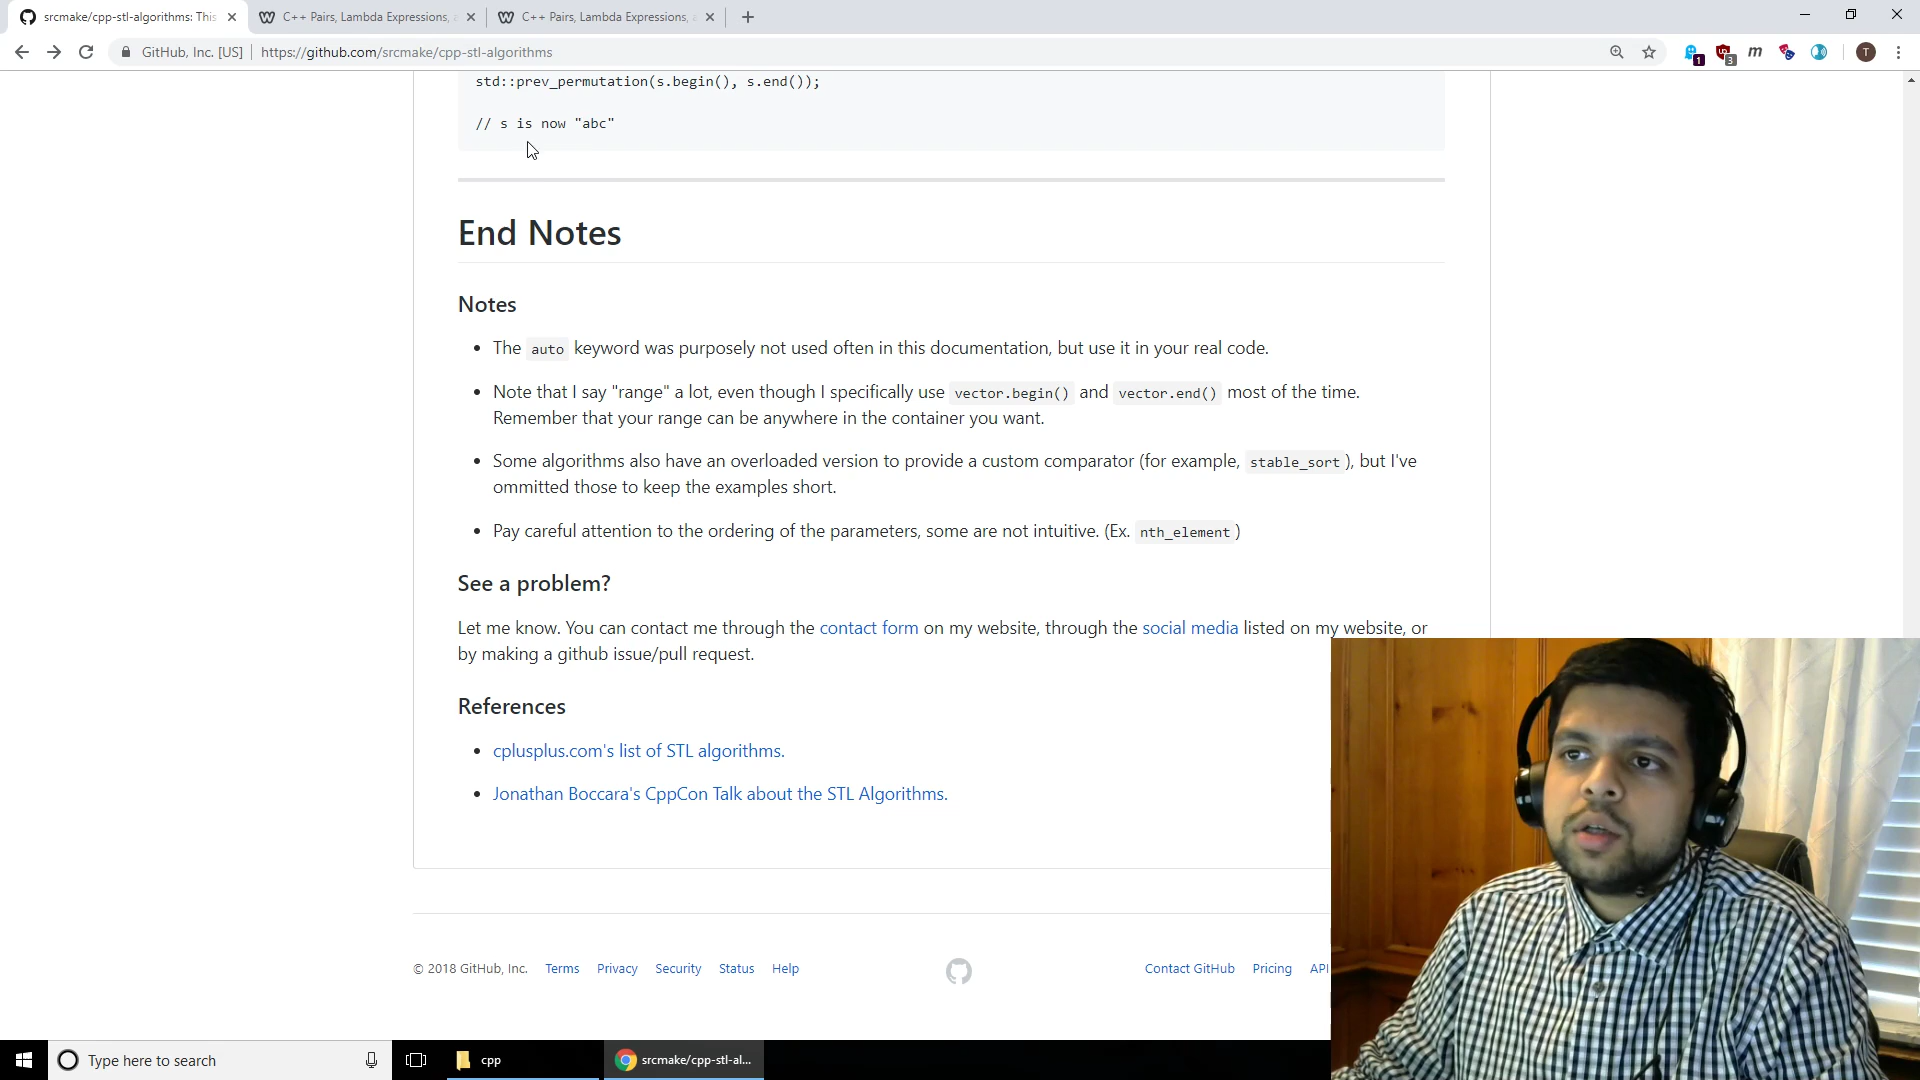 srcmake/cpp-stl-algorithms: This
C++ Pairs, Lambda Expressions,
C++ Pairs, Lambda Expressions,
GitHub, Inc. [US] https://github.com/srcmake/cpp-stl-algorithms
1
3
m
T
std::prev_permutation(s.begin(), s.end());
// s is now "abc"
End Notes
Notes
The auto keyword was purposely not used often in this documentation, but use it in your real code.
Note that I say "range" a lot, even though I specifically use vector.begin() and vector.end() most of the time.
Remember that your range can be anywhere in the container you want.
Some algorithms also have an overloaded version to provide a custom comparator (for example, stable_sort), but I've
ommitted those to keep the examples short.
Pay careful attention to the ordering of the parameters, some are not intuitive. (Ex. nth_element)
See a problem?
Let me know. You can contact me through the contact form on my website, through the social media listed on my website, or
by making a github issue/pull request.
References
cplusplus.com's list of STL algorithms.
Jonathan Boccara's CppCon Talk about the STL Algorithms.
© 2018 GitHub, Inc. Terms Privacy Security Status Help
Contact GitHub Pricing API
Type here to search
cpp
srcmake/cpp-stl-al...